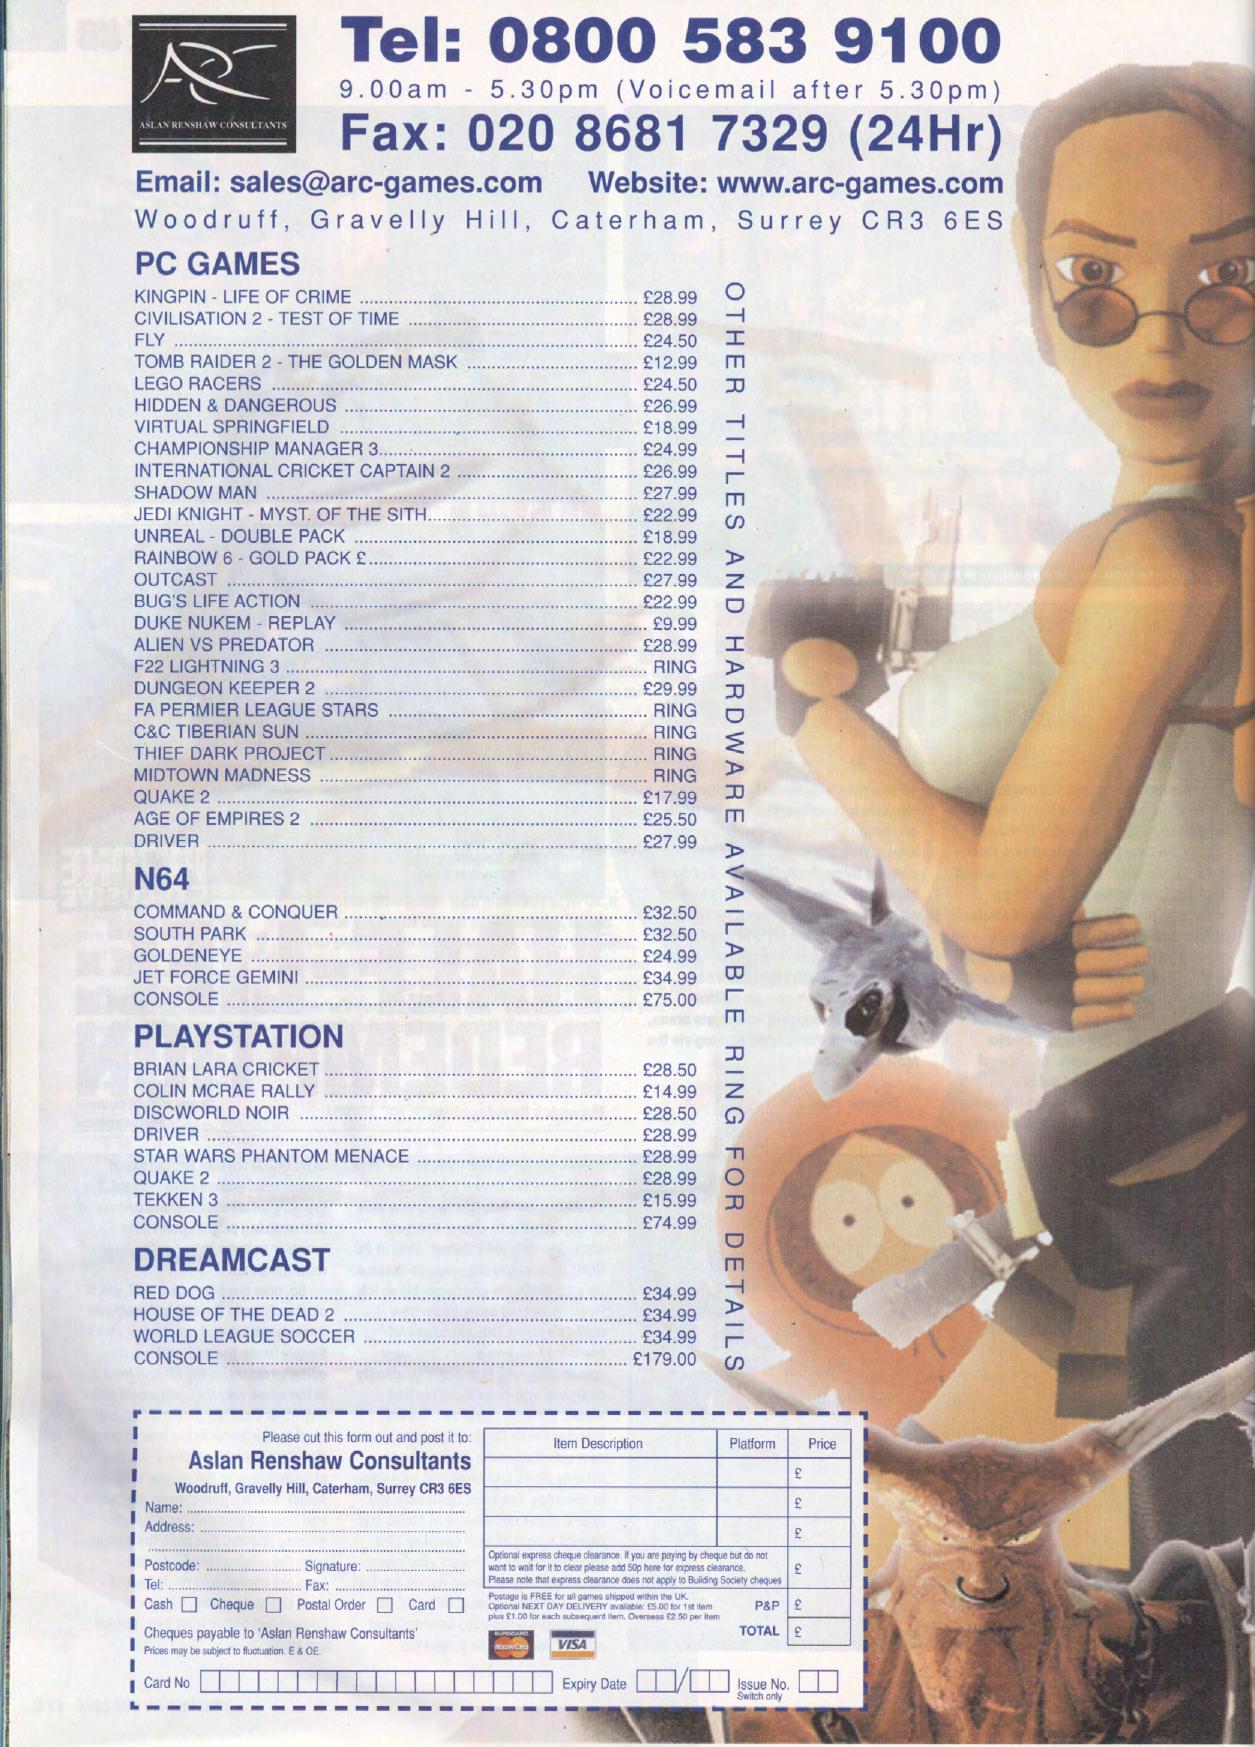 ASLAN RENSHAW CONSULTANTS
Tel: 0800 583 9100
9.00am - 5.30pm (Voicemail after 5.30pm)
Fax: 020 8681 7329 (24Hr)
Email: sales@arc-games.com Website: www.arc-games.com
Woodruff, Gravelly Hill, Caterham, Surrey CR3 6ES
PC GAMES
KINGPIN - LIFE OF CRIME £28.99
CIVILISATION 2 - TEST OF TIME £28.99
FLY £24.50
TOMB RAIDER 2 - THE GOLDEN MASK £12.99
LEGO RACERS £24.50
HIDDEN & DANGEROUS £26.99
VIRTUAL SPRINGFIELD £18.99
CHAMPIONSHIP MANAGER 3 £24.99
INTERNATIONAL CRICKET CAPTAIN 2 £26.99
SHADOW MAN £27.99
JEDI KNIGHT - MYST. OF THE SITH £22.99
UNREAL - DOUBLE PACK £18.99
RAINBOW 6 - GOLD PACK £ £22.99
OUTCAST £27.99
BUG'S LIFE ACTION £22.99
DUKE NUKEM - REPLAY £9.99
ALIEN VS PREDATOR £28.99
F22 LIGHTNING 3 RING
DUNGEON KEEPER 2 £29.99
FA PERMIER LEAGUE STARS RING
C&C TIBERIAN SUN RING
THIEF DARK PROJECT RING
MIDTOWN MADNESS RING
QUAKE 2 £17.99
AGE OF EMPIRES 2 £25.50
DRIVER £27.99
N64
COMMAND & CONQUER £32.50
SOUTH PARK £32.50
GOLDENEYE £24.99
JET FORCE GEMINI £34.99
CONSOLE £75.00
PLAYSTATION
BRIAN LARA CRICKET £28.50
COLIN MCRAE RALLY £14.99
DISCWORLD NOIR £28.50
DRIVER £28.99
STAR WARS PHANTOM MENACE £28.99
QUAKE 2 £28.99
TEKKEN 3 £15.99
CONSOLE £74.99
DREAMCAST
RED DOG £34.99
HOUSE OF THE DEAD 2 £34.99
WORLD LEAGUE SOCCER £34.99
CONSOLE £179.00
OTHER TITLES AND HARDWARE AVAILABLE RING FOR DETAILS
Please cut this form out and post it to:
Aslan Renshaw Consultants
Woodruff, Gravelly Hill, Caterham, Surrey CR3 6ES
Name:
Address:
Postcode: Signature:
Tel: Fax:
Cash Cheque Postal Order Card
Cheques payable to 'Aslan Renshaw Consultants'
Prices may be subject to fluctuation. E & OE.
Item Description Platform Price
£
£
£
Optional express cheque clearance. If you are paying by cheque but do not
want to wait for it to clear please add 50p here for express clearance.
Please note that express clearance does not apply to Building Society cheques
£
Postage is FREE for all games shipped within the UK.
Optional NEXT DAY DELIVERY available: £5.00 for 1st item
plus £1.00 for each subsequent item. Overseas £2.50 per item
P&P £
TOTAL £
MasterCard VISA
Card No Expiry Date / Issue No.
Switch only